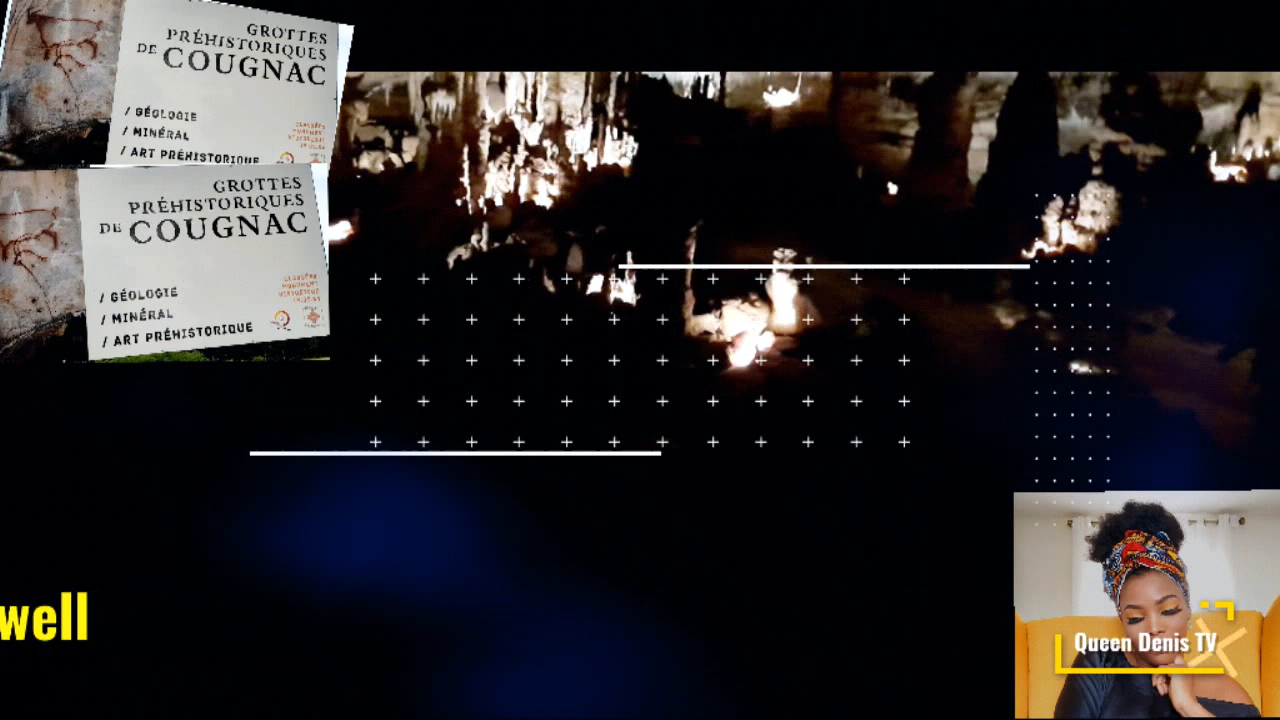 GROTTES
PRÉHISTORIQUES
DE COUGNAC
/ GÉOLOGIE
/ MINÉRAL
/ ART PRÉHISTORIQUE
GROTTES
PRÉHISTORIQUES
DE COUGNAC
/ GÉOLOGIE
/ MINÉRAL
/ ART PRÉHISTORIQUE
well
Queen Denis TV